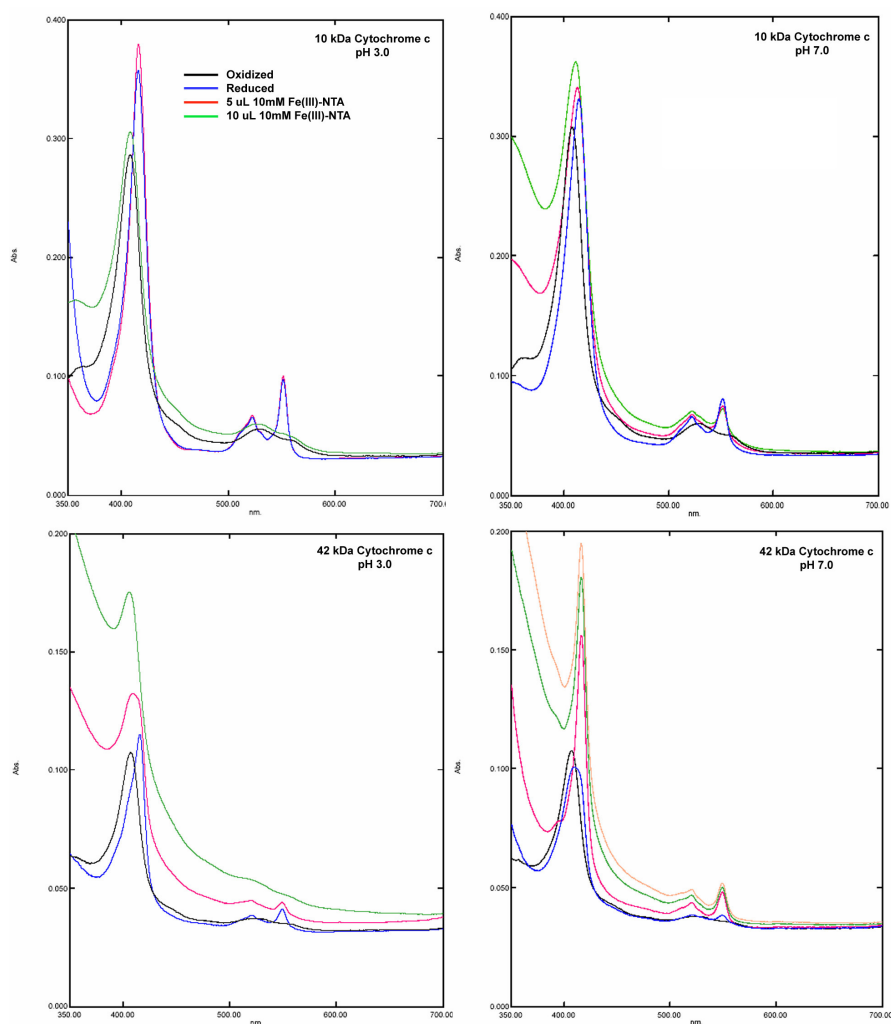 0.400
10 kDa Cytochrome c
pH 3.0
Oxidized
Reduced
5 uL 10mM Fe(III)-NTA
10 uL 10mM Fe(III)-NTA
0.300
Abs.
0.200
0.100
0.000
350.00 400.00 500.00 600.00 700.0
nm.
0.400
10 kDa Cytochrome c
pH 7.0
0.300
Abs.
0.200
0.100
0.000
350.00 400.00 500.00 600.00 700.00
nm.
0.200
42 kDa Cytochrome c
pH 3.0
0.150
Abs.
0.100
0.050
0.000
350.00 400.00 500.00 600.00 700.0
nm.
0.200
42 kDa Cytochrome c
pH 7.0
0.150
Abs.
0.100
0.050
0.000
350.00 400.00 500.00 600.00 700.00
nm.